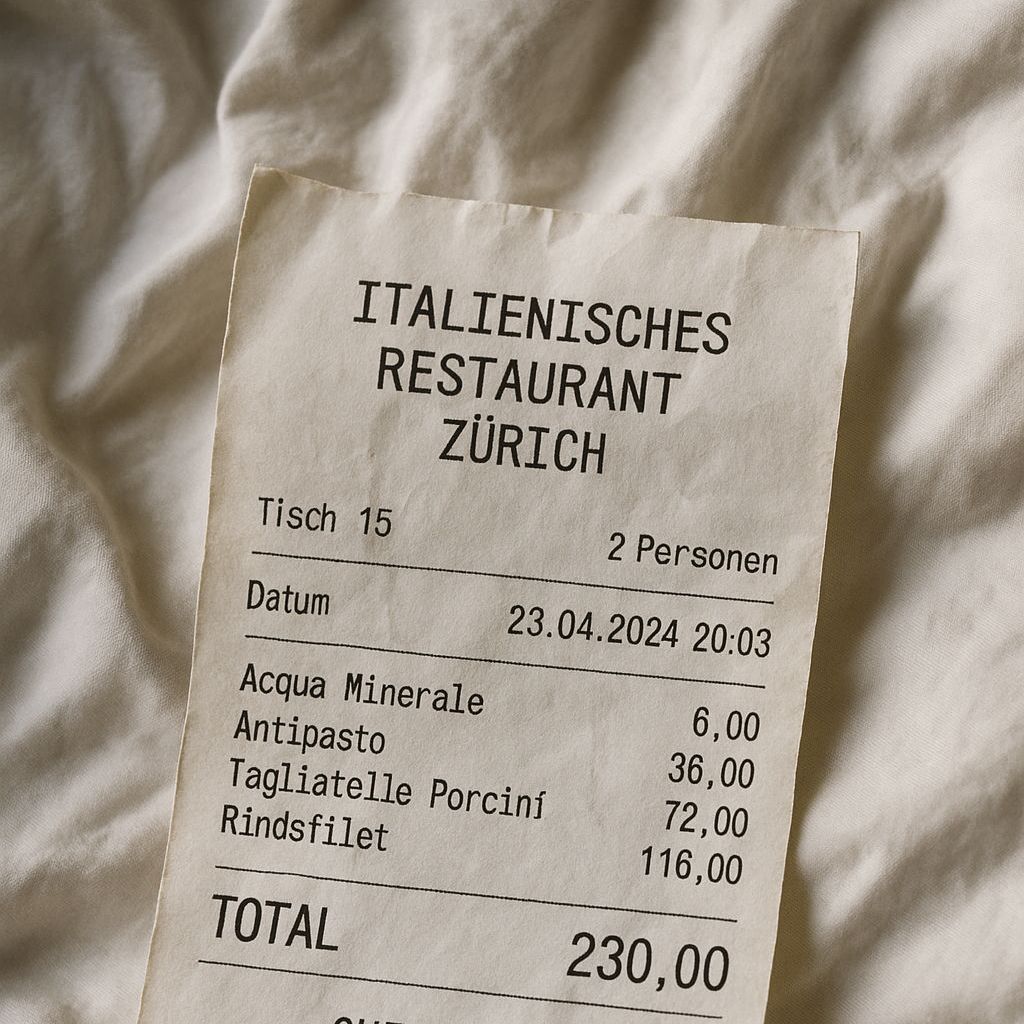 ITALIENISCHES
RESTAURANT
ZÜRICH
Tisch 15 2 Personen
Datum 23.04.2024 20:03
Acqua Minerale 6,00
Antipasto 36,00
Tagliatelle Porciní 72,00
Rindsfilet 116,00
TOTAL 230,00